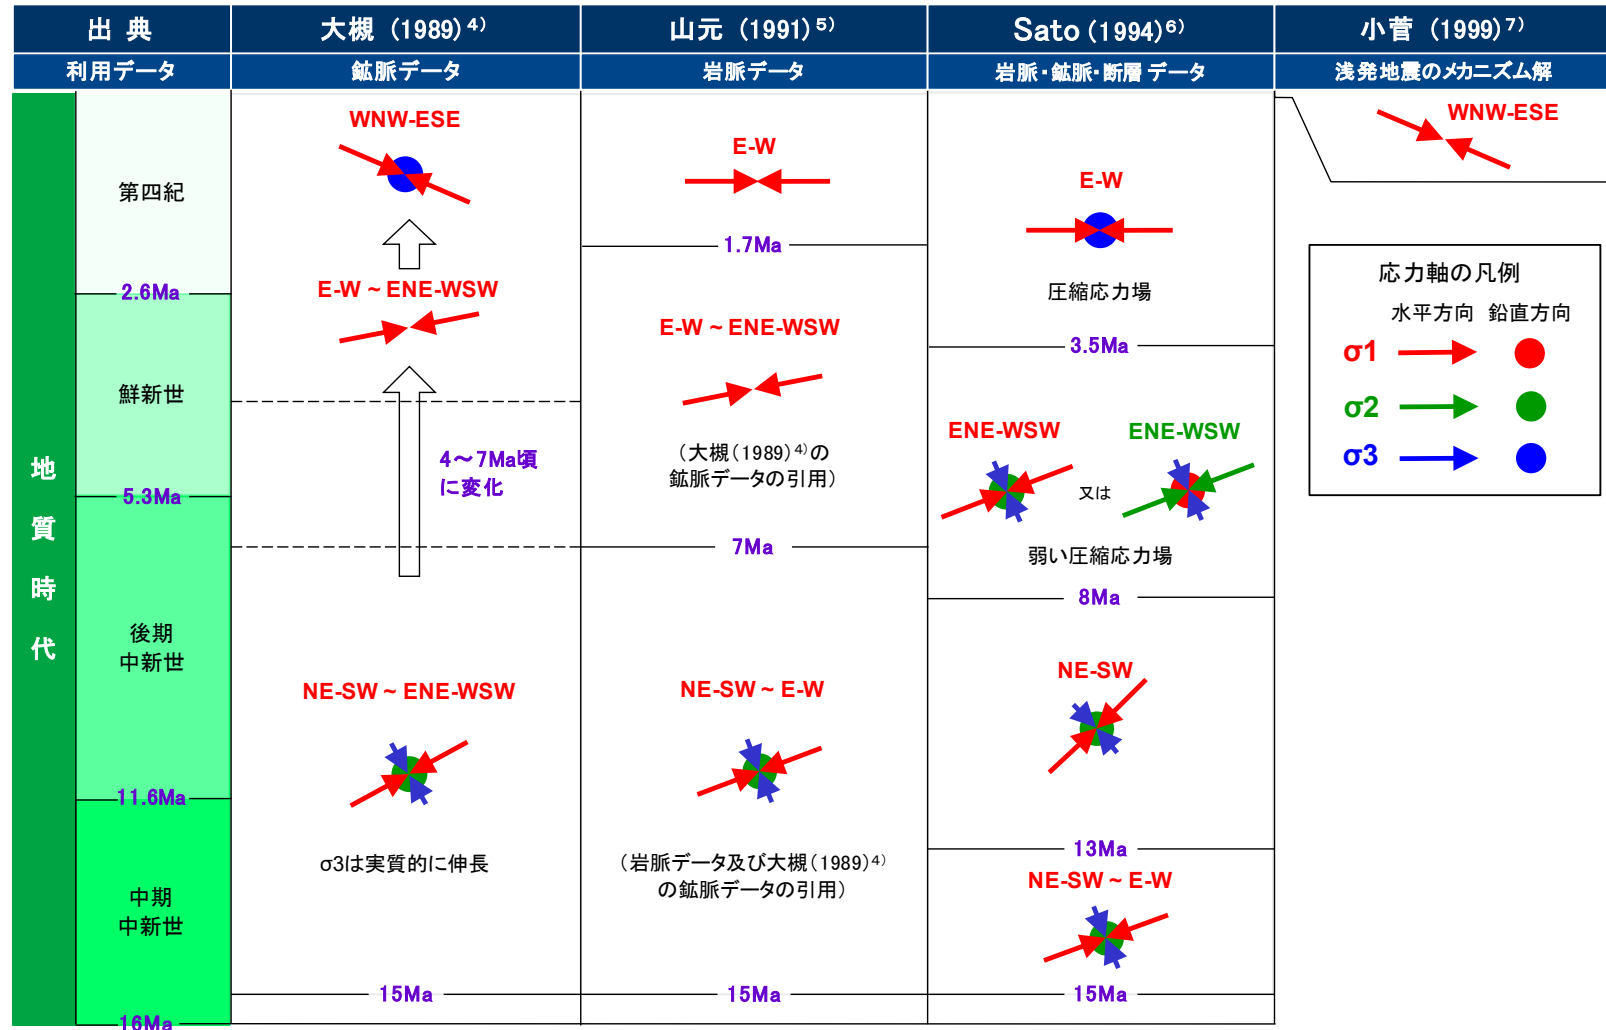 出 典
大槻 (1989)4)
山元 (1991)5)
Sato (1994)6)
小菅 (1999)7)
利用データ
鉱脈データ
岩脈データ
岩脈・鉱脈・断層 データ
浅発地震のメカニズム解
地質時代
第四紀
2.6Ma
鮮新世
5.3Ma
後期
中新世
11.6Ma
中期
中新世
16Ma
WNW-ESE
E-W ~ ENE-WSW
4～7Ma頃
に変化
NE-SW ~ ENE-WSW
σ3は実質的に伸長
15Ma
E-W
1.7Ma
E-W ~ ENE-WSW
（大槻(1989)4)の
鉱脈データの引用）
7Ma
NE-SW ~ E-W
（岩脈データ及び大槻(1989)4)
の鉱脈データの引用）
15Ma
E-W
圧縮応力場
3.5Ma
ENE-WSW
又は
ENE-WSW
弱い圧縮応力場
8Ma
NE-SW
13Ma
NE-SW ~ E-W
15Ma
WNW-ESE
応力軸の凡例
水平方向 鉛直方向
σ1
σ2
σ3